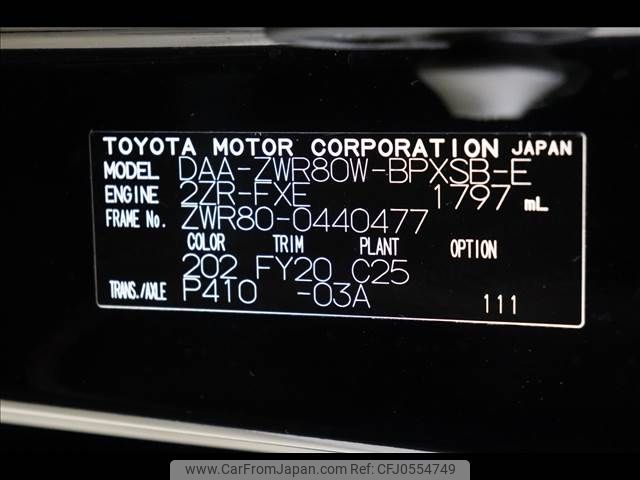 TOYOTA MOTOR CORPORATION JAPAN
MODEL DAA-ZWR80W-BPXSB-E
ENGINE 2ZR-FXE 1797 mL
FRAME No. ZWR80-0440477
COLOR TRIM PLANT OPTION
202 FY20 C25
TRANS./AXLE P410 -03A 111
www.CarFromJapan.com CFJ0554749